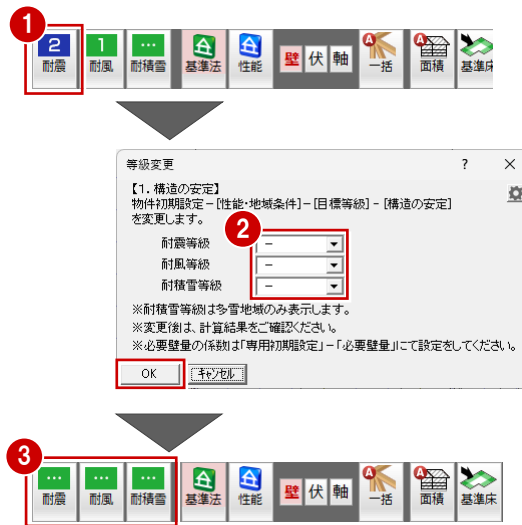 1
2 1 ...
耐震 耐風 耐積雪 基準法 性能 壁 伏 軸 A 一括 A 面積 基準床
等級変更 ? ×
【1. 構造の安定】
物件初期設定－[性能・地域条件]－[目標等級]－[構造の安定]
を変更します。
2
耐震等級 －
耐風等級 －
耐積雪等級 －
※耐積雪等級は多雪地域のみ表示します。
※変更後は、計算結果をご確認ください。
※必要壁量の係数は「専用初期設定」－「必要壁量」にて設定をしてください。
OK キャンセル
3
... ... ...
耐震 耐風 耐積雪 基準法 性能 壁 伏 軸 A 一括 A 面積 基準床